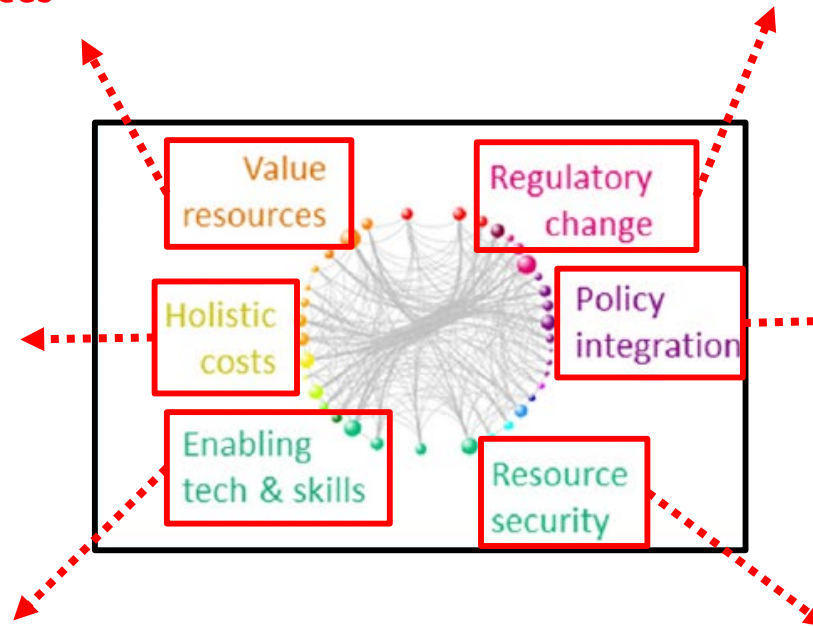 Value
resources
Regulatory
change
Holistic
costs
Policy
integration
Enabling
tech & skills
Resource
security